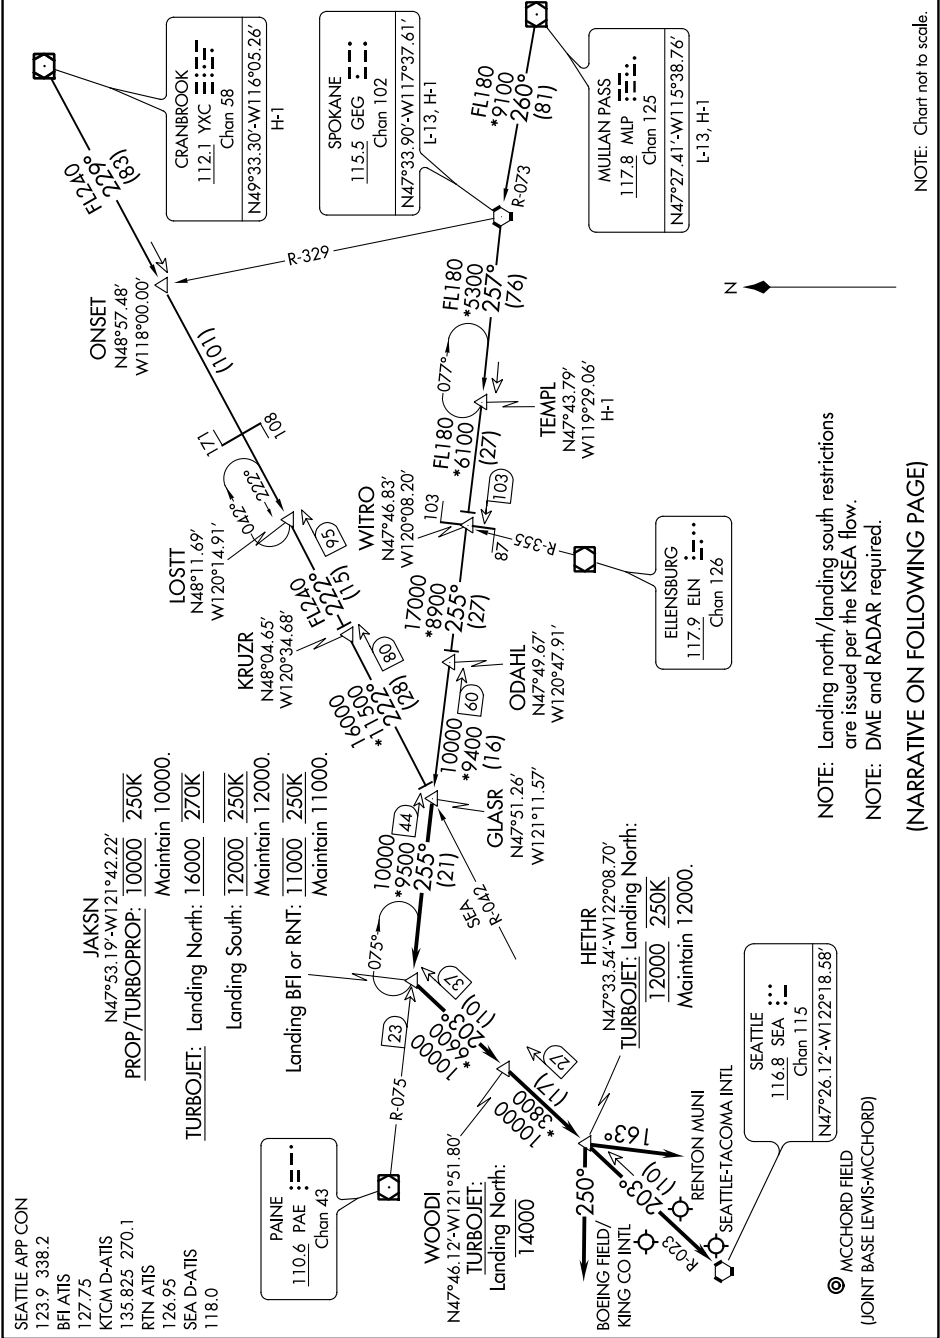 SEATTLE APP CON
123.9 338.2
BFI ATIS
127.75
KTCM D-ATIS
135.825 270.1
RTN ATIS
126.95
SEA D-ATIS
118.0
JAKSN
N47°53.19'-W121°42.22'
PROP/TURBOPROP: 10000 250K
Maintain 10000.
TURBOJET: Landing North: 16000 270K
Landing South: 12000 250K
Maintain 12000.
Landing BFI or RNT: 11000 250K
Maintain 11000.
CRANBROOK
112.1 YXC
Chan 58
N49°33.30'-W116°05.26'
H-1
FL240
229°
(83)
ONSET
N48°57.48'
W118°00.00'
(101)
R-329
SPOKANE
115.5 GEG
Chan 102
N47°33.90'-W117°37.61'
L-13, H-1
FL180
*9100
260°
(81)
R-073
MULLAN PASS
117.8 MLP
Chan 125
N47°27.41'-W115°38.76'
L-13, H-1
171
108
042°
222°
LOSTT
N48°11.69'
W120°14.91'
95
FL240
222°
(15)
KRUZR
N48°04.65'
W120°34.68'
80
16000
*11500
222°
(28)
FL180
*5300
257°
(76)
077°
TEMPL
N47°43.79'
W119°29.06'
H-1
FL180
*6100
(27)
103
WITRO
N47°46.83'
W120°08.20'
103
87
R-355
ELLENSBURG
117.9 ELN
Chan 126
17000
*8900
255°
(27)
ODAHL
N47°49.67'
W120°47.91'
60
10000
*9400
(16)
GLASR
N47°51.26'
W121°11.57'
44
SEA
R-042
10000
*9500
255°
(21)
075°
37
23
R-075
PAINE
110.6 PAE
Chan 43
10000
*6600
203°
(10)
WOODI
N47°46.12'-W121°51.80'
TURBOJET:
Landing North:
14000
27
10000
*3800
(17)
HETHR
N47°33.54'-W122°08.70'
TURBOJET: Landing North:
12000 250K
Maintain 12000.
250°
163°
203°
(10)
R-023
BOEING FIELD/
KING CO INTL
RENTON MUNI
SEATTLE-TACOMA INTL
SEATTLE
116.8 SEA
Chan 115
N47°26.12'-W122°18.58'
MCCHORD FIELD
(JOINT BASE LEWIS-MCCHORD)
N
NOTE: Landing north/landing south restrictions
are issued per the KSEA flow.
NOTE: DME and RADAR required.
(NARRATIVE ON FOLLOWING PAGE)
NOTE: Chart not to scale.